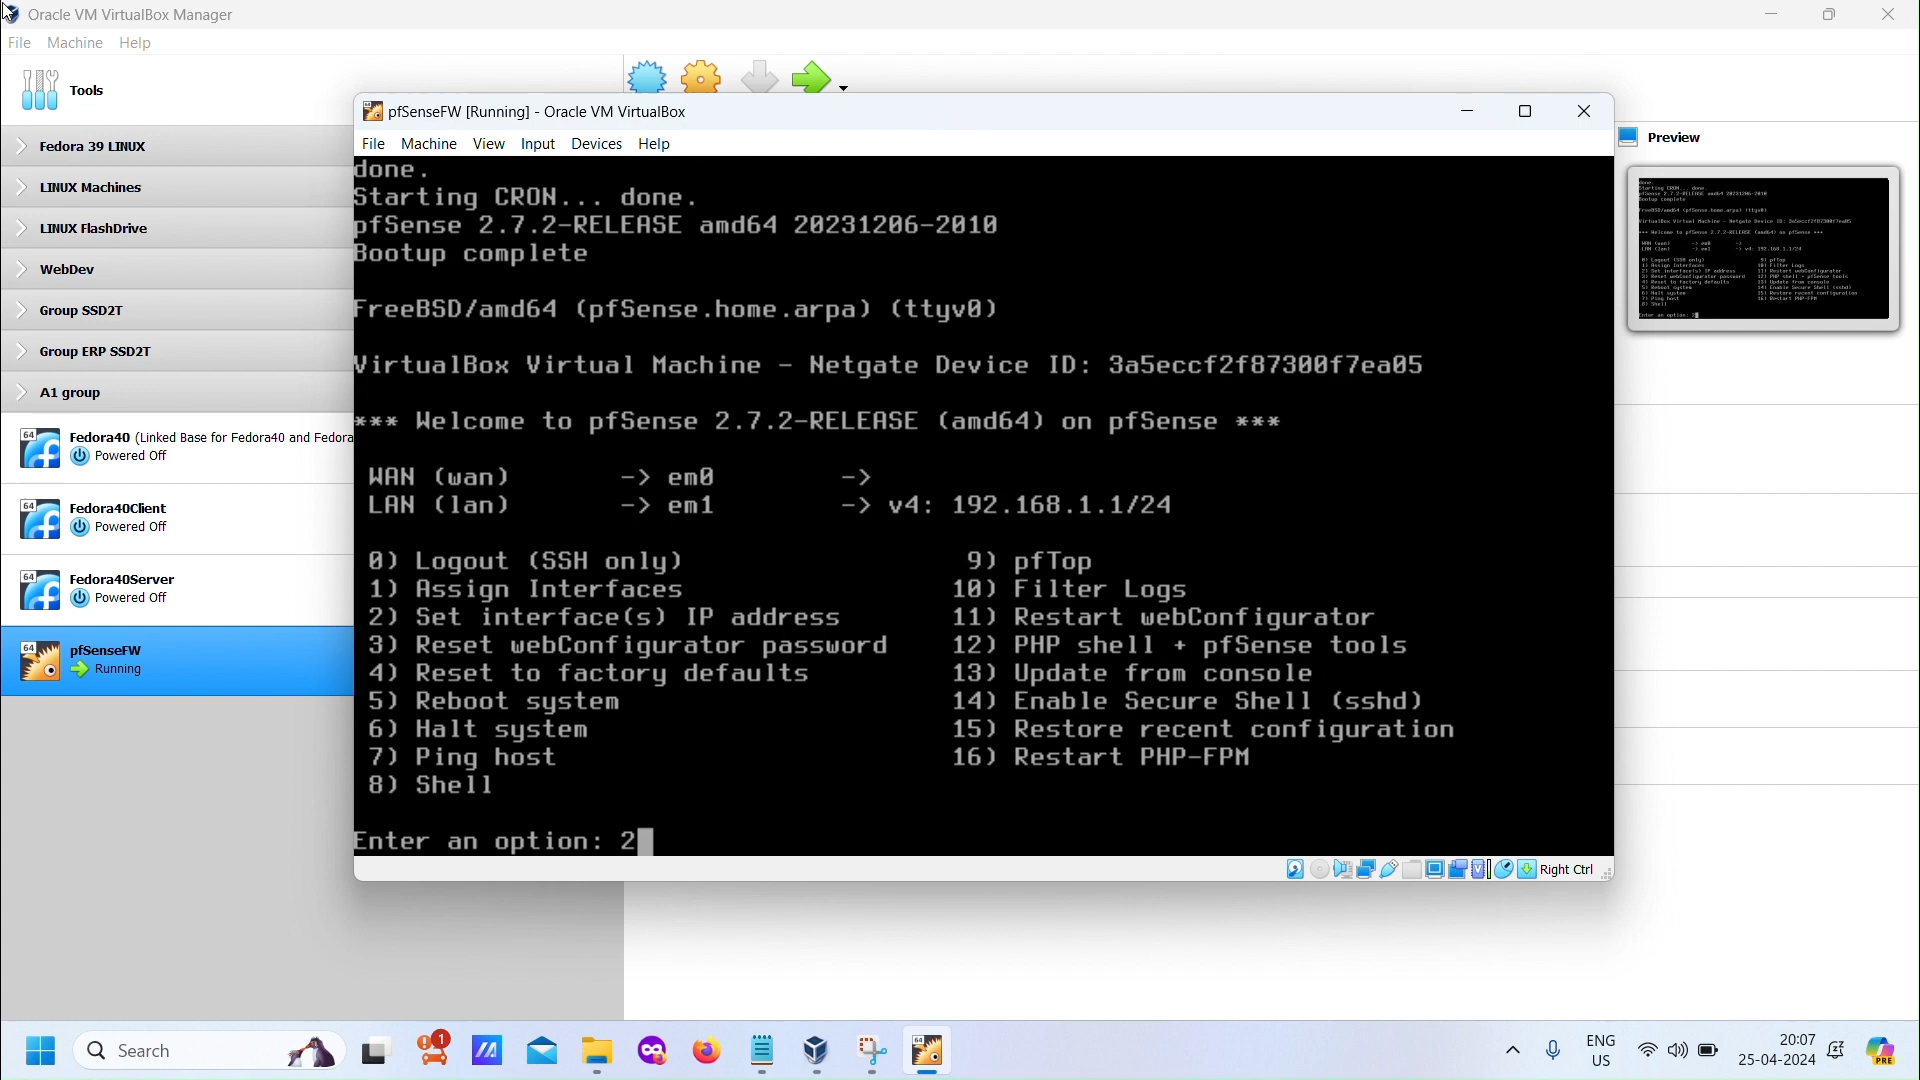 Oracle VM VirtualBox Manager
File Machine Help
Tools
Fedora 39 LINUX
LINUX Machines
LINUX FlashDrive
WebDev
Group SSD2T
Group ERP SSD2T
A1 group
64
Fedora40 (Linked Base for Fedora40 and Fedora
Powered Off
64
Fedora40Client
Powered Off
64
Fedora40Server
Powered Off
64
pfSenseFW
Running
pfSenseFW [Running] - Oracle VM VirtualBox
File Machine View Input Devices Help
done.
Starting CRON... done.
pfSense 2.7.2-RELEASE amd64 20231206-2010
Bootup complete
FreeBSD/amd64 (pfSense.home.arpa) (ttyv0)
VirtualBox Virtual Machine - Netgate Device ID: 3a5eccf2f87300f7ea05
*** Welcome to pfSense 2.7.2-RELEASE (amd64) on pfSense ***
WAN (wan) -> em0 ->
LAN (lan) -> em1 -> v4: 192.168.1.1/24
0) Logout (SSH only) 9) pfTop
1) Assign Interfaces 10) Filter Logs
2) Set interface(s) IP address 11) Restart webConfigurator
3) Reset webConfigurator password 12) PHP shell + pfSense tools
4) Reset to factory defaults 13) Update from console
5) Reboot system 14) Enable Secure Shell (sshd)
6) Halt system 15) Restore recent configuration
7) Ping host 16) Restart PHP-FPM
8) Shell
Enter an option: 2
Right Ctrl
Preview
Search
1
64
ENG
US
20:07
25-04-2024
PRE